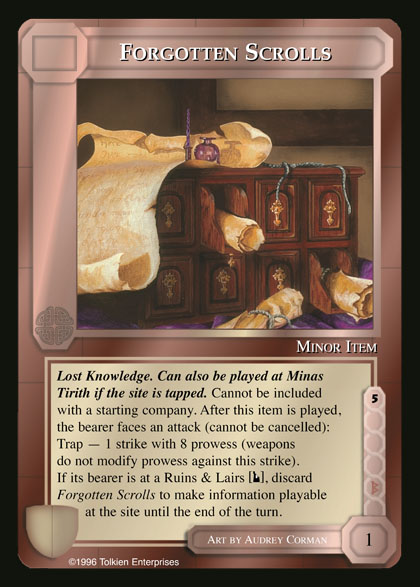 Forgotten Scrolls
Minor Item
Lost Knowledge. Can also be played at Minas
Tirith if the site is tapped. Cannot be included
with a starting company. After this item is played,
the bearer faces an attack (cannot be cancelled):
Trap — 1 strike with 8 prowess (weapons
do not modify prowess against this strike).
If its bearer is at a Ruins & Lairs [], discard
Forgotten Scrolls to make information playable
at the site until the end of the turn.
5
Art by Audrey Corman
1
©1996 Tolkien Enterprises